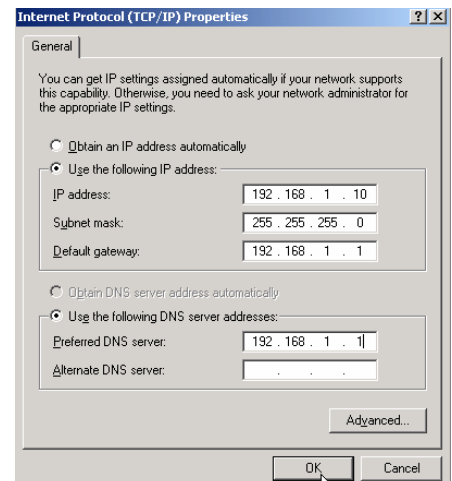 Internet Protocol (TCP/IP) Properties
General
You can get IP settings assigned automatically if your network supports
this capability. Otherwise, you need to ask your network administrator for
the appropriate IP settings.
Obtain an IP address automatically
Use the following IP address:
IP address: 192 . 168 . 1 . 10
Subnet mask: 255 . 255 . 255 . 0
Default gateway: 192 . 168 . 1 . 1
Obtain DNS server address automatically
Use the following DNS server addresses:
Preferred DNS server: 192 . 168 . 1 . 1
Alternate DNS server: . . .
Advanced...
OK Cancel